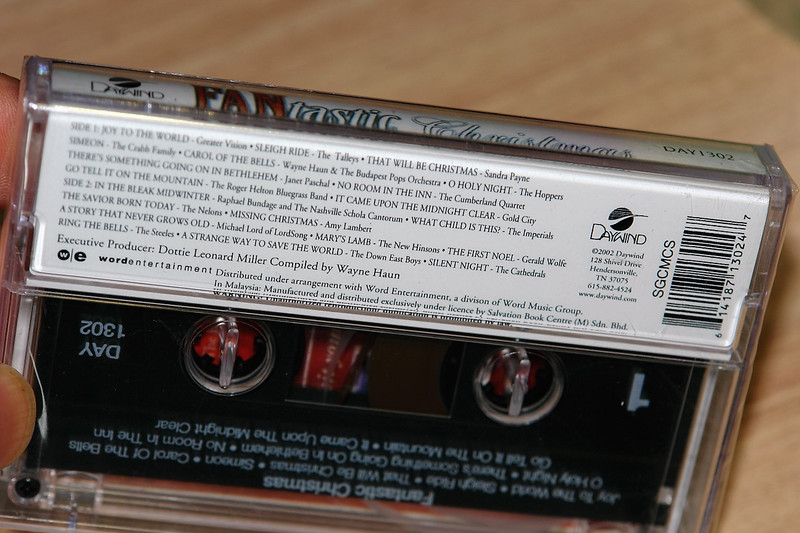 DAYWIND FANtastic Christmas DAY1302
SIDE 1: JOY TO THE WORLD - Greater Vision • SLEIGH RIDE - The Talleys • THAT WILL BE CHRISTMAS - Sandra Payne
SIMEON - The Crabb Family • CAROL OF THE BELLS - Wayne Haun & The Budapest Pops Orchestra • O HOLY NIGHT - The Hoppers
THERE'S SOMETHING GOING ON IN BETHLEHEM - Janet Paschal • NO ROOM IN THE INN - The Cumberland Quartet
GO TELL IT ON THE MOUNTAIN - The Roger Helton Bluegrass Band • IT CAME UPON THE MIDNIGHT CLEAR - Gold City
SIDE 2: IN THE BLEAK MIDWINTER - Raphael Bundage and The Nashville Schola Cantorum • WHAT CHILD IS THIS? - The Imperials
THE SAVIOR BORN TODAY - The Nelons • MISSING CHRISTMAS - Amy Lambert
A STORY THAT NEVER GROWS OLD - Michael Lord of LordSong • MARY'S LAMB - The New Hinsons • THE FIRST NOEL - Gerald Wolfe
RING THE BELLS - The Steeles • A STRANGE WAY TO SAVE THE WORLD - The Down East Boys • SILENT NIGHT - The Cathedrals
Executive Producer: Dottie Leonard Miller Compiled by Wayne Haun
w/e wordentertainment Distributed under arrangement with Word Entertainment, a divison of Word Music Group.
In Malaysia: Manufactured and distributed exclusively under licence by Salvation Book Centre (M) Sdn. Bhd.
DAYWIND
©2002 Daywind
128 Shivel Drive
Hendersonville,
TN 37075
615-882-4524
www.daywind.com
SGCMCS
6 14187 13024 7
DAY
1302
1
Fantastic Christmas
Joy To The World • Sleigh Ride • That Will Be Christmas • Simeon • Carol Of The Bells
O Holy Night • There's Something Going On In Bethlehem • No Room In The Inn
Go Tell It On The Mountain • It Came Upon The Midnight Clear